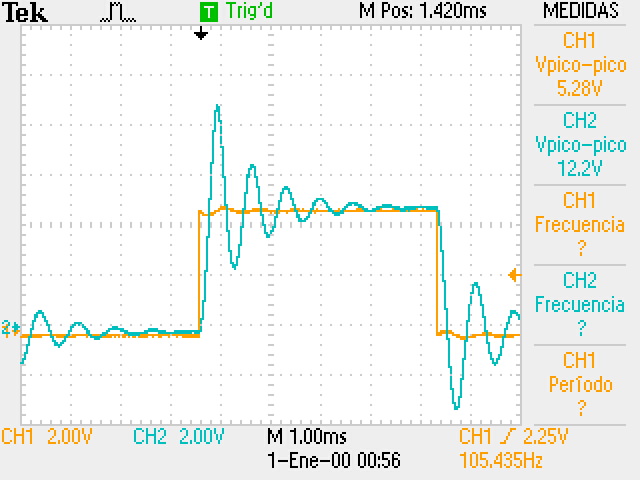 Tek T Trig'd M Pos: 1.420ms MEDIDAS
CH1
Vpico-pico
5.28V
CH2
Vpico-pico
12.2V
CH1
Frecuencia
?
CH2
Frecuencia
?
CH1
Período
?
2
CH1 2.00V CH2 2.00V M 1.00ms CH1 2.25V
1-Ene-00 00:56 105.435Hz